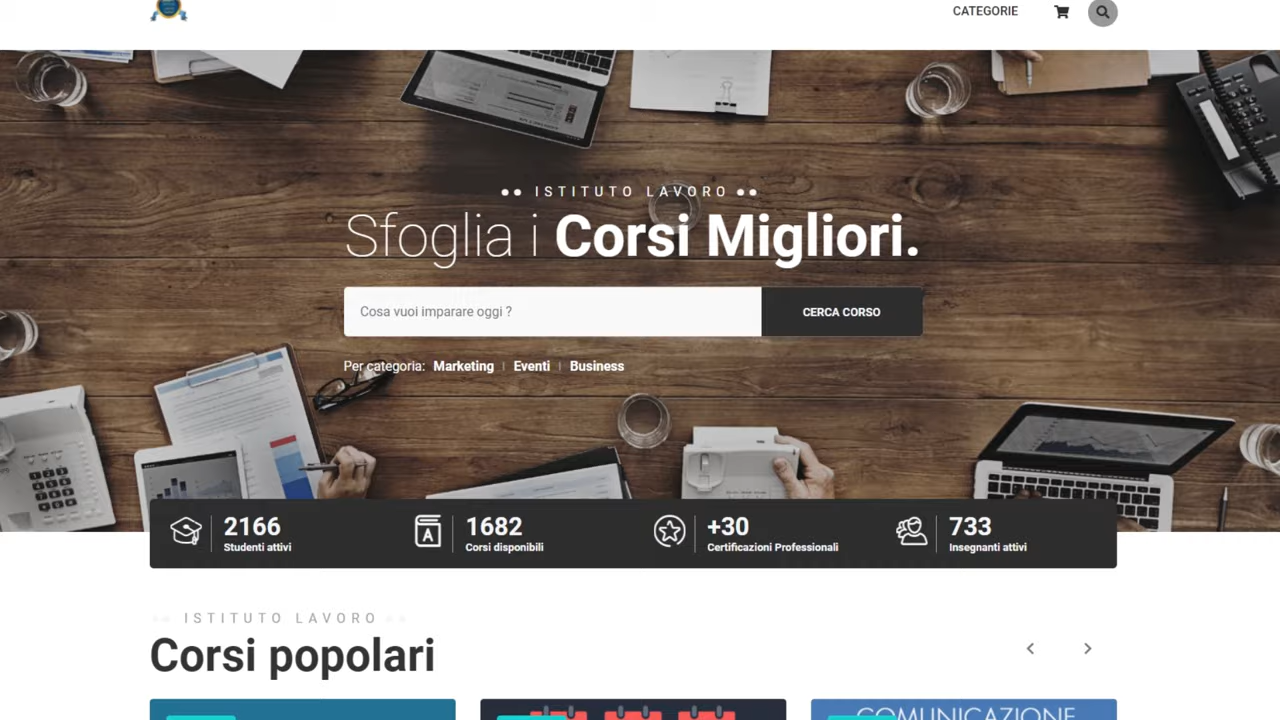 CATEGORIE
ISTITUTO LAVORO
Sfoglia i Corsi Migliori.
Cosa vuoi imparare oggi ?
CERCA CORSO
Per categoria: Marketing | Eventi | Business
2166
Studenti attivi
1682
Corsi disponibili
+30
Certificazioni Professionali
733
Insegnanti attivi
ISTITUTO LAVORO
Corsi popolari
COMUNICAZIONE